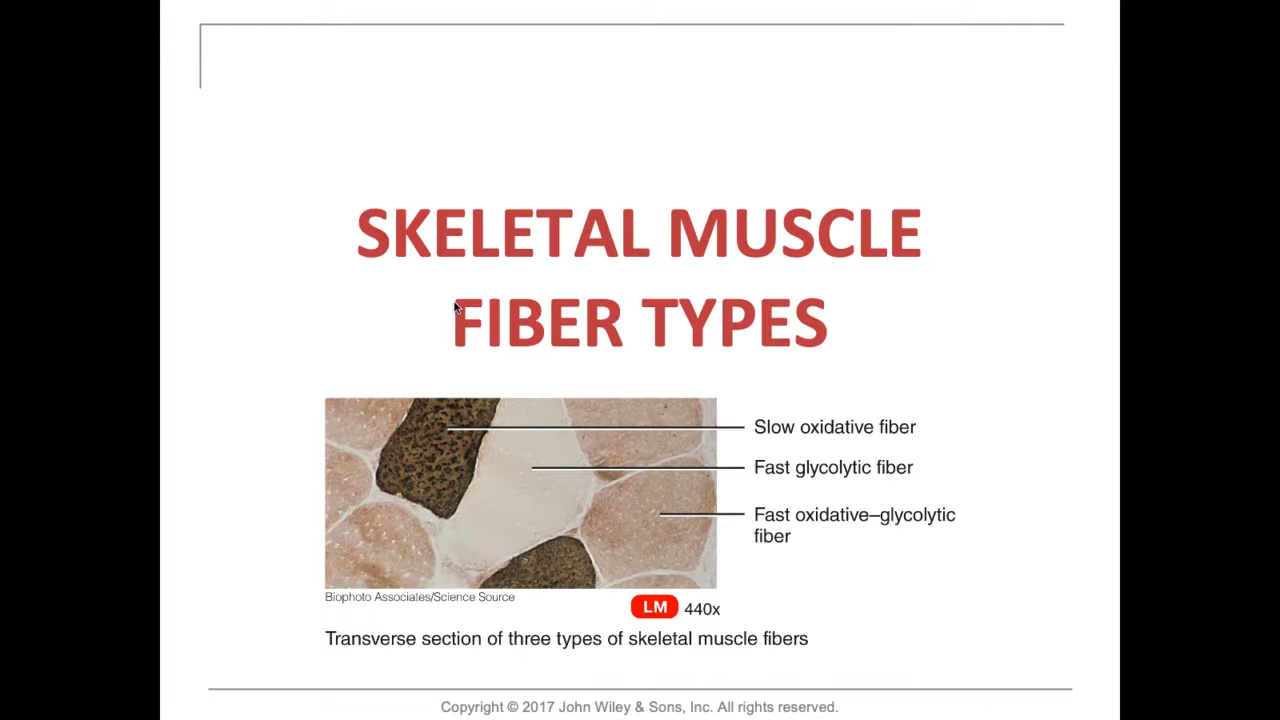 SKELETAL MUSCLE
FIBER TYPES
Slow oxidative fiber
Fast glycolytic fiber
Fast oxidative–glycolytic
fiber
Biophoto Associates/Science Source
LM 440x
Transverse section of three types of skeletal muscle fibers
Copyright © 2017 John Wiley & Sons, Inc. All rights reserved.